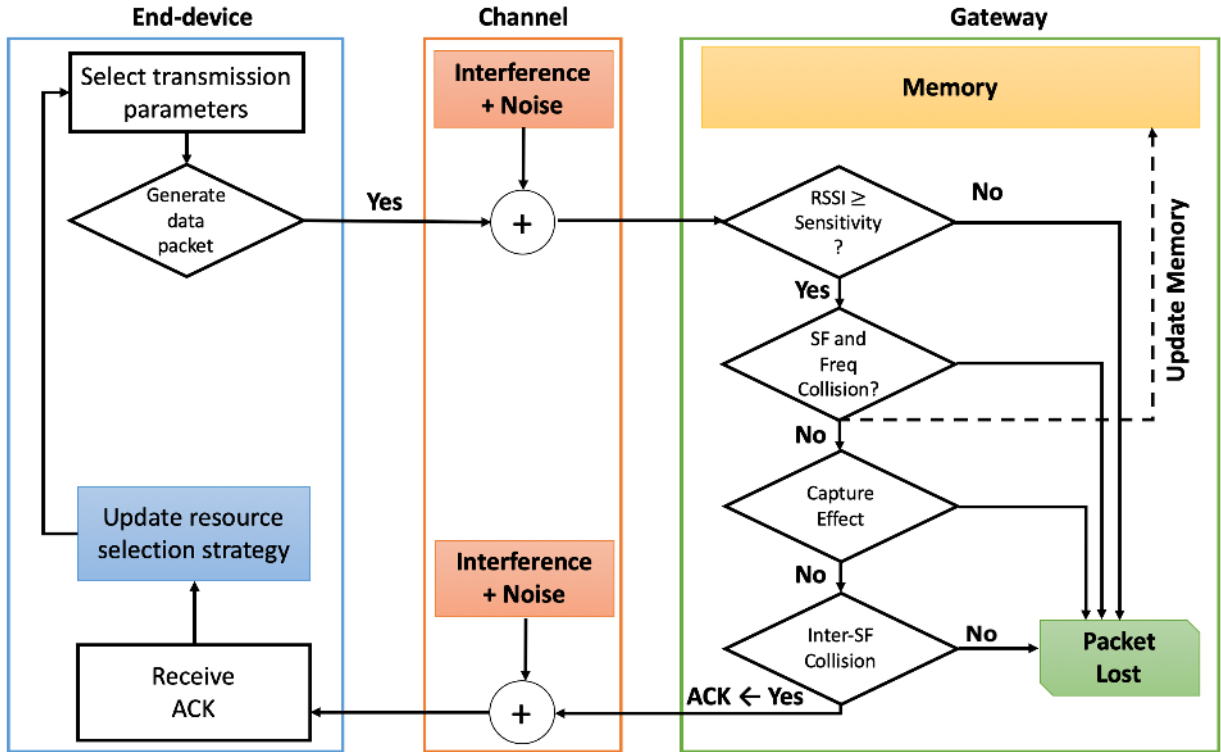 End-device
Channel
Gateway
Select transmission
parameters
Generate
data
packet
Yes
Interference
+ Noise
+
Memory
RSSI ≥
Sensitivity
?
No
Yes
SF and
Freq
Collision?
Update Memory
No
Capture
Effect
No
Inter-SF
Collision
No
Packet
Lost
ACK ← Yes
Interference
+ Noise
+
Update resource
selection strategy
Receive
ACK